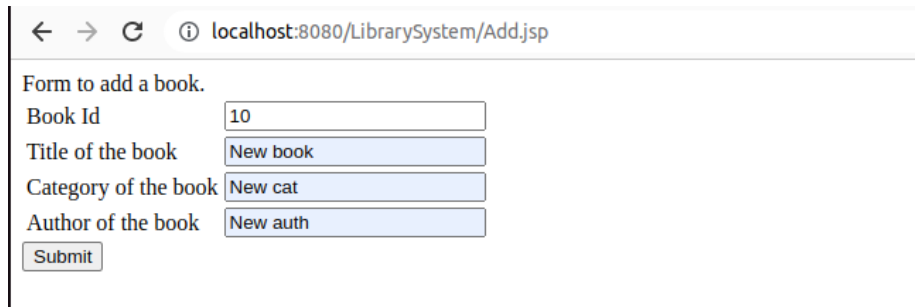 localhost:8080/LibrarySystem/Add.jsp
Form to add a book.
Book Id 10
Title of the book New book
Category of the book New cat
Author of the book New auth
Submit